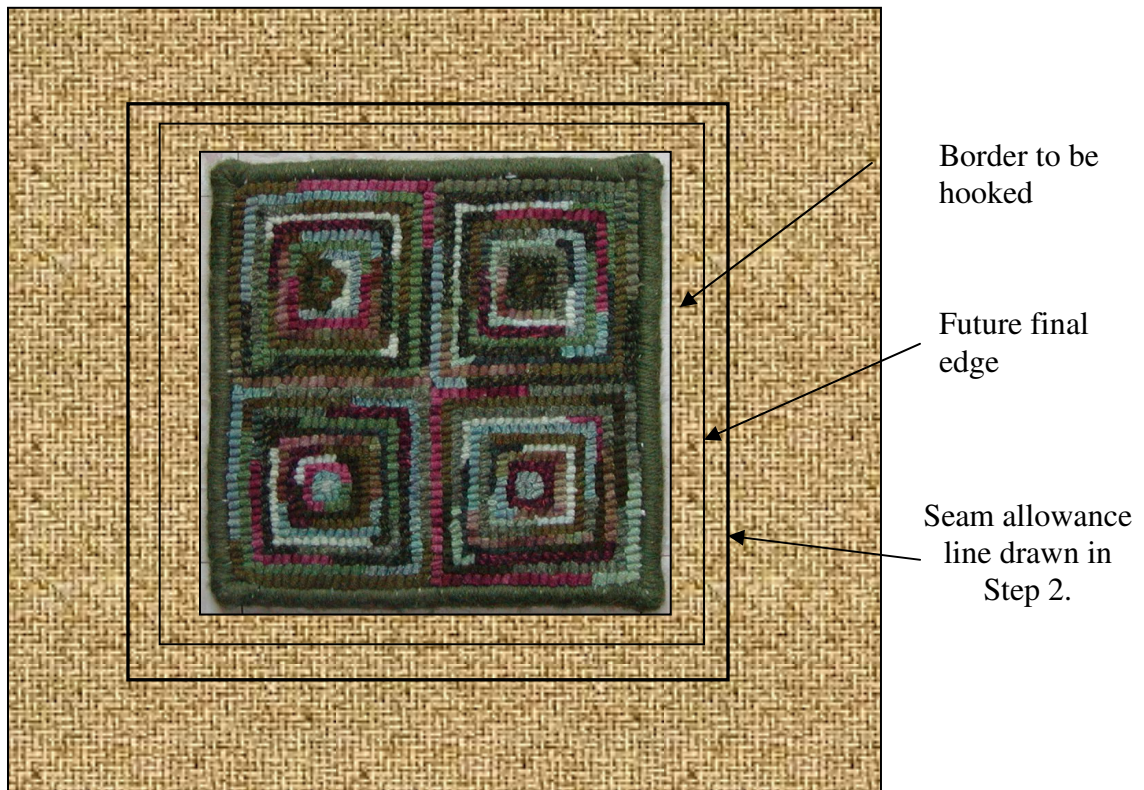 Border to be
hooked
Future final
edge
Seam allowance
line drawn in
Step 2.